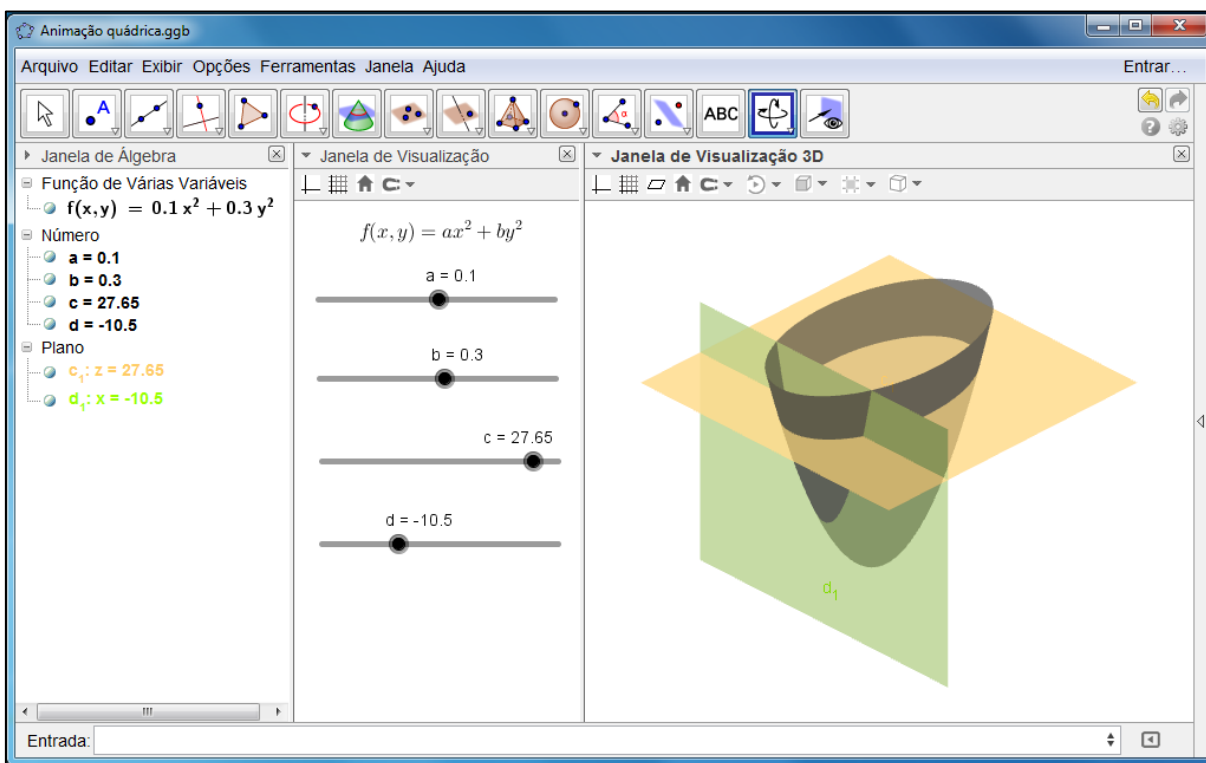 Animação quádrica.ggb
Arquivo Editar Exibir Opções Ferramentas Janela Ajuda
Entrar...
A
α
ABC
Janela de Álgebra
Função de Várias Variáveis
f(x,y) = 0.1 x² + 0.3 y²
Número
a = 0.1
b = 0.3
c = 27.65
d = -10.5
Plano
c₁: z = 27.65
d₁: x = -10.5
Janela de Visualização
f(x, y) = ax² + by²
a = 0.1
b = 0.3
c = 27.65
d = -10.5
Janela de Visualização 3D
d₁
Entrada: